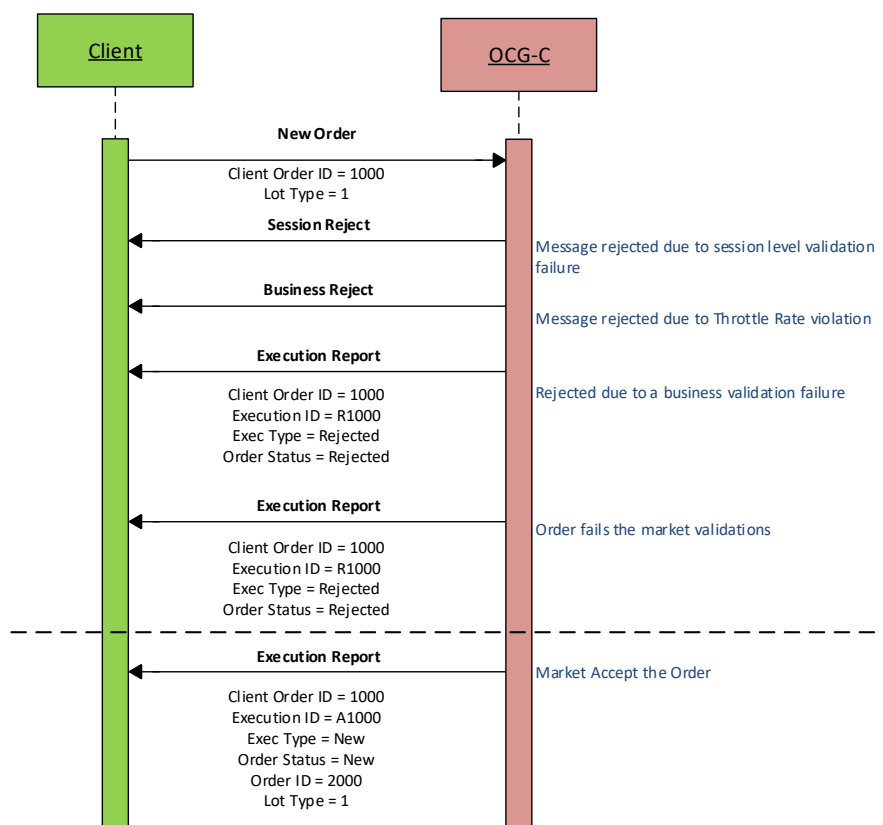 Client
OCG-C
New Order
Client Order ID = 1000
Lot Type = 1
Session Reject
Message rejected due to session level validation
failure
Business Reject
Message rejected due to Throttle Rate violation
Execution Report
Client Order ID = 1000
Execution ID = R1000
Exec Type = Rejected
Order Status = Rejected
Rejected due to a business validation failure
Execution Report
Order fails the market validations
Client Order ID = 1000
Execution ID = R1000
Exec Type = Rejected
Order Status = Rejected
Execution Report
Market Accept the Order
Client Order ID = 1000
Execution ID = A1000
Exec Type = New
Order Status = New
Order ID = 2000
Lot Type = 1